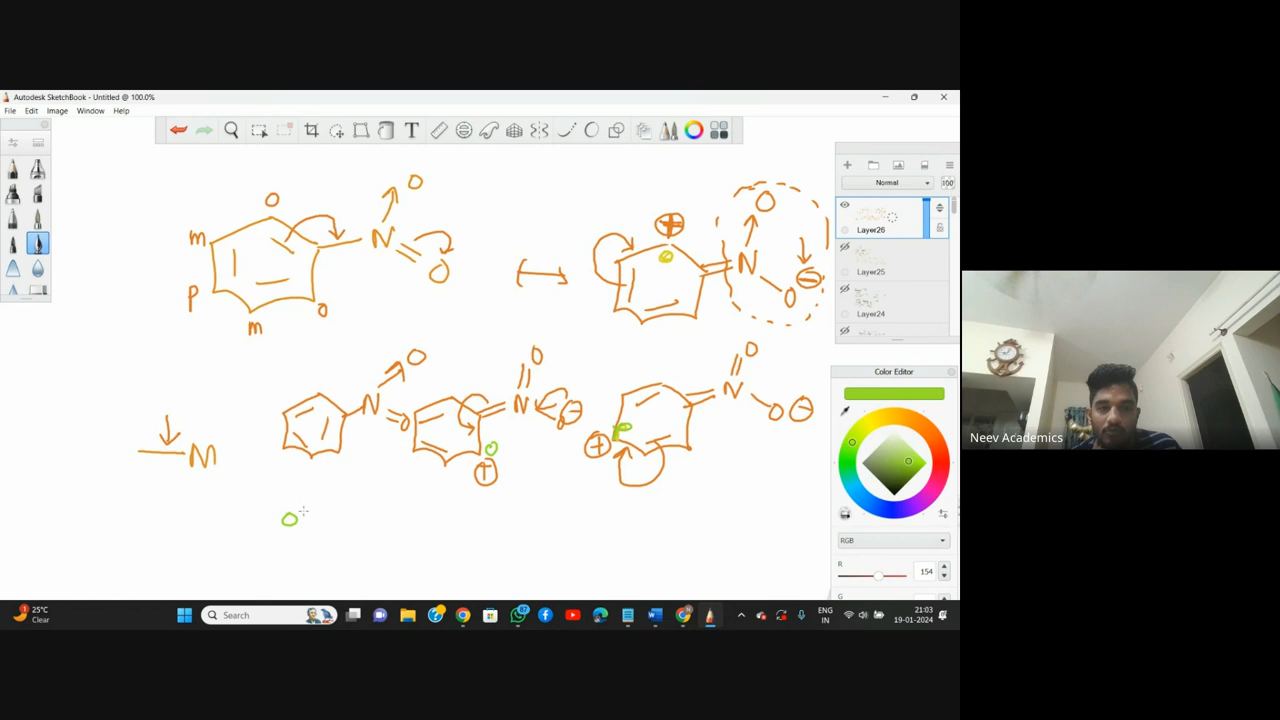 Autodesk SketchBook - Untitled @ 100.0%
File Edit Image Window Help
T
Normal 100
Layer26
Layer25
Layer24
O
O
m
N
O
p
m
O
⊕
O
N
O ⊖
o
O
N
O
O
N
⊖
o
⊕
O
N
O ⊖
⊕
P
-M
o
Color Editor
RGB
R 154
Neev Academics
1
25°C
Clear
Search
ENG
IN
21:03
19-01-2024